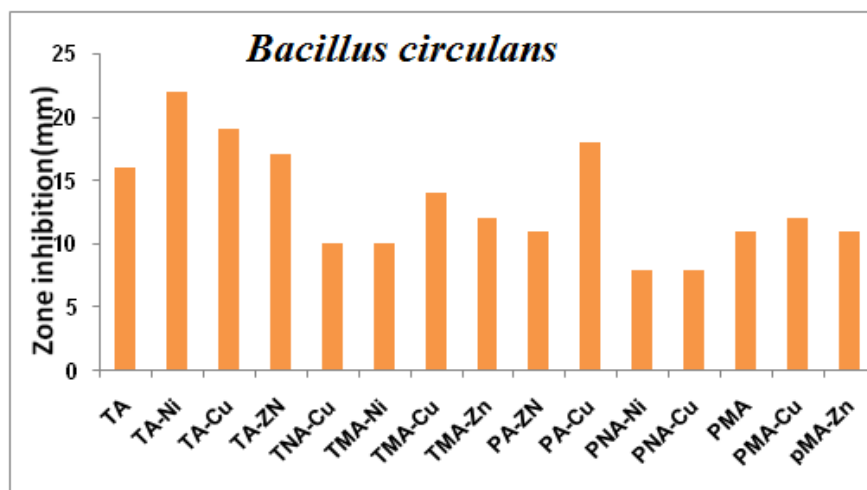 Bacillus circulans
Zone inhibition(mm)
25
20
15
10
5
0
TA
TA-Ni
TA-Cu
TA-ZN
TNA-Cu
TMA-Ni
TMA-Cu
TMA-Zn
PA-ZN
PA-Cu
PNA-Ni
PNA-Cu
PMA
PMA-Cu
pMA-Zn